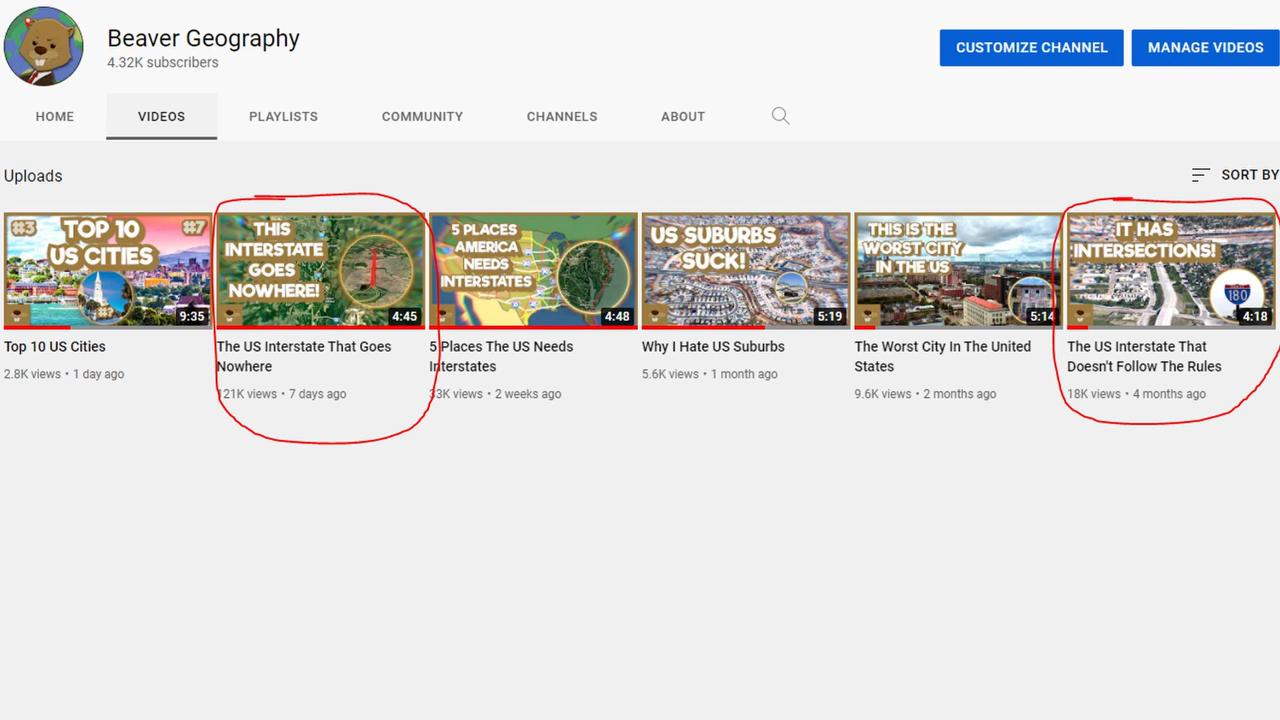 Beaver Geography
4.32K subscribers
CUSTOMIZE CHANNEL
MANAGE VIDEOS
HOME
VIDEOS
PLAYLISTS
COMMUNITY
CHANNELS
ABOUT
Uploads
SORT BY
#3
TOP 10
US CITIES
#7
#2
9:35
Top 10 US Cities
2.8K views • 1 day ago
THIS
INTERSTATE
GOES
NOWHERE!
4:45
The US Interstate That Goes
Nowhere
121K views • 7 days ago
5 PLACES
AMERICA
NEEDS
INTERSTATES
4:48
5 Places The US Needs
Interstates
33K views • 2 weeks ago
US SUBURBS
SUCK!
5:19
Why I Hate US Suburbs
5.6K views • 1 month ago
THIS IS THE
WORST CITY
IN THE US
5:14
The Worst City In The United
States
9.6K views • 2 months ago
IT HAS
INTERSECTIONS!
180
4:18
The US Interstate That
Doesn't Follow The Rules
18K views • 4 months ago